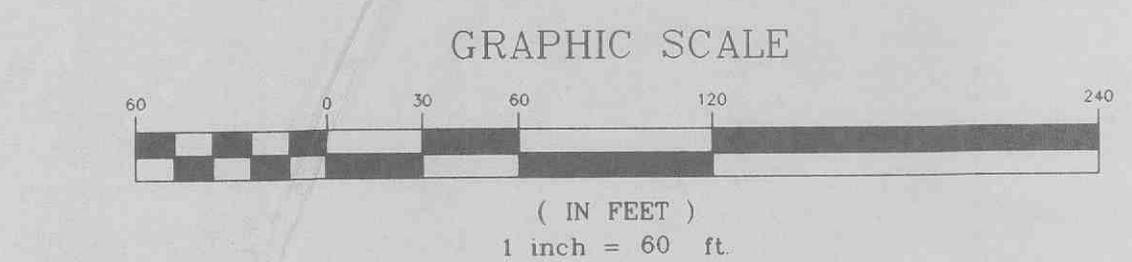 GRAPHIC SCALE
60 0 30 60 120 240
( IN FEET )
1 inch = 60 ft.